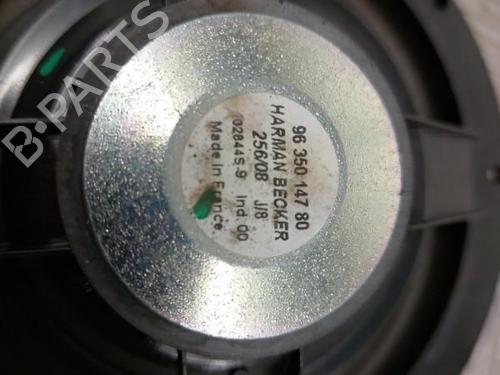 96 350 147 80
HARMAN BECKER
256/08 J/8
02844S-9 Ind. 00
Made in France.
B-PARTS